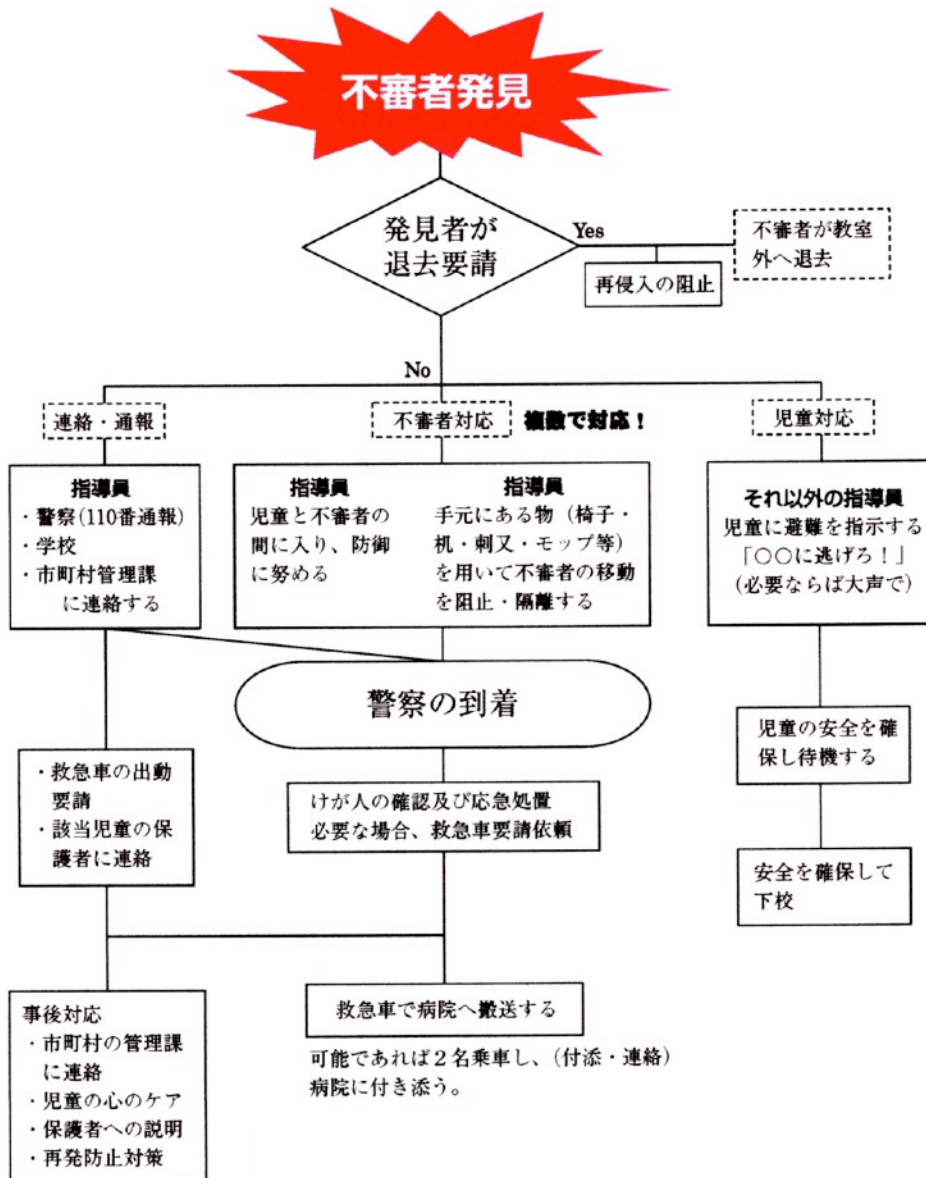 不審者発見
発見者が
退去要請
Yes
再侵入の阻止
不審者が教室
外へ退去
No
連絡・通報
指導員
・警察(110番通報)
・学校
・市町村管理課
に連絡する
不審者対応
複数で対応!
指導員
児童と不審者の
間に入り、防御
に努める
指導員
手元にある物（椅子・
机・刺又・モップ等）
を用いて不審者の移動
を阻止・隔離する
児童対応
それ以外の指導員
児童に避難を指示する
「○○に逃げろ！」
(必要ならば大声で)
警察の到着
・救急車の出動
要請
・該当児童の保
護者に連絡
けが人の確認及び応急処置
必要な場合、救急車要請依頼
児童の安全を確
保し待機する
安全を確保して
下校
事後対応
・市町村の管理課
に連絡
・児童の心のケア
・保護者への説明
・再発防止対策
救急車で病院へ搬送する
可能であれば２名乗車し、(付添・連絡)
病院に付き添う。